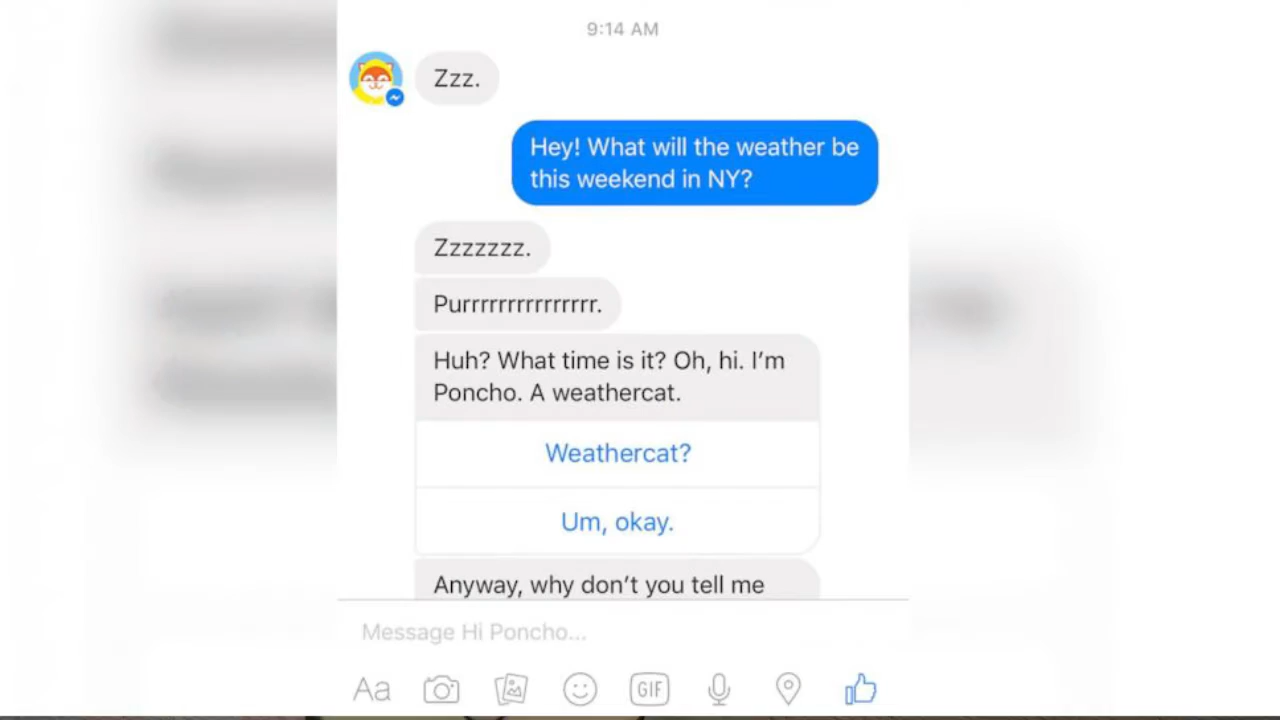 9:14 AM
Zzz.
Hey! What will the weather be
this weekend in NY?
Zzzzzzz.
Purrrrrrrrrrrrrrr.
Huh? What time is it? Oh, hi. I’m
Poncho. A weathercat.
Weathercat?
Um, okay.
Anyway, why don’t you tell me
Message Hi Poncho...
Aa
GIF